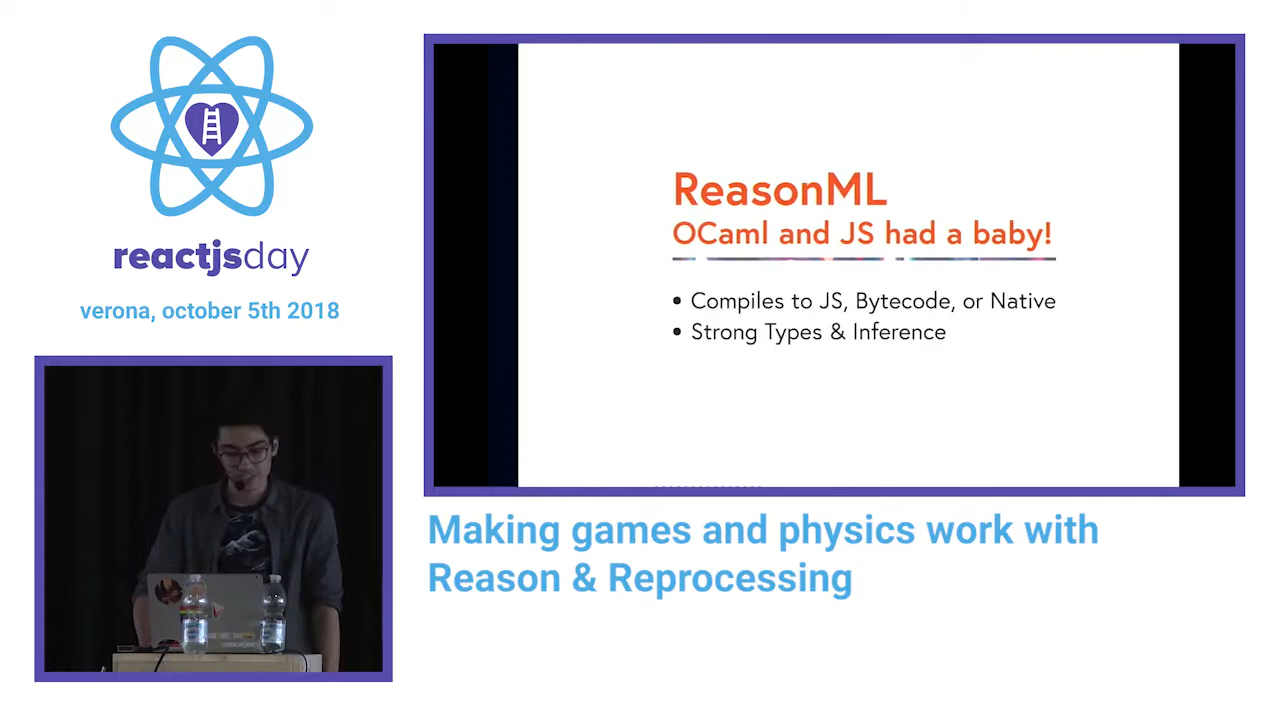 reactjsday
verona, october 5th 2018
ReasonML
OCaml and JS had a baby!
• Compiles to JS, Bytecode, or Native
• Strong Types & Inference
Making games and physics work with
Reason & Reprocessing